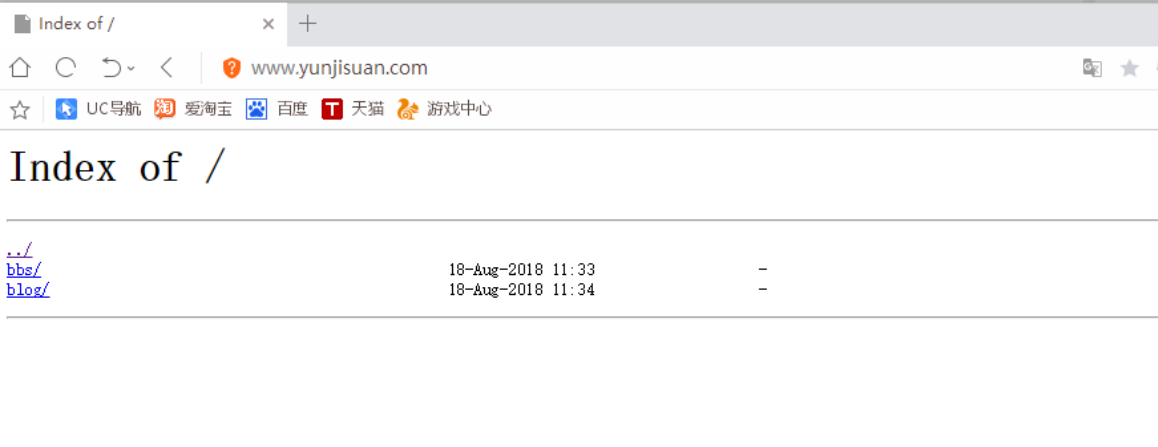 Index of /
www.yunjisuan.com
UC导航 爱淘宝 百度 天猫 游戏中心
Index of /
../
bbs/ 18-Aug-2018 11:33 -
blog/ 18-Aug-2018 11:34 -